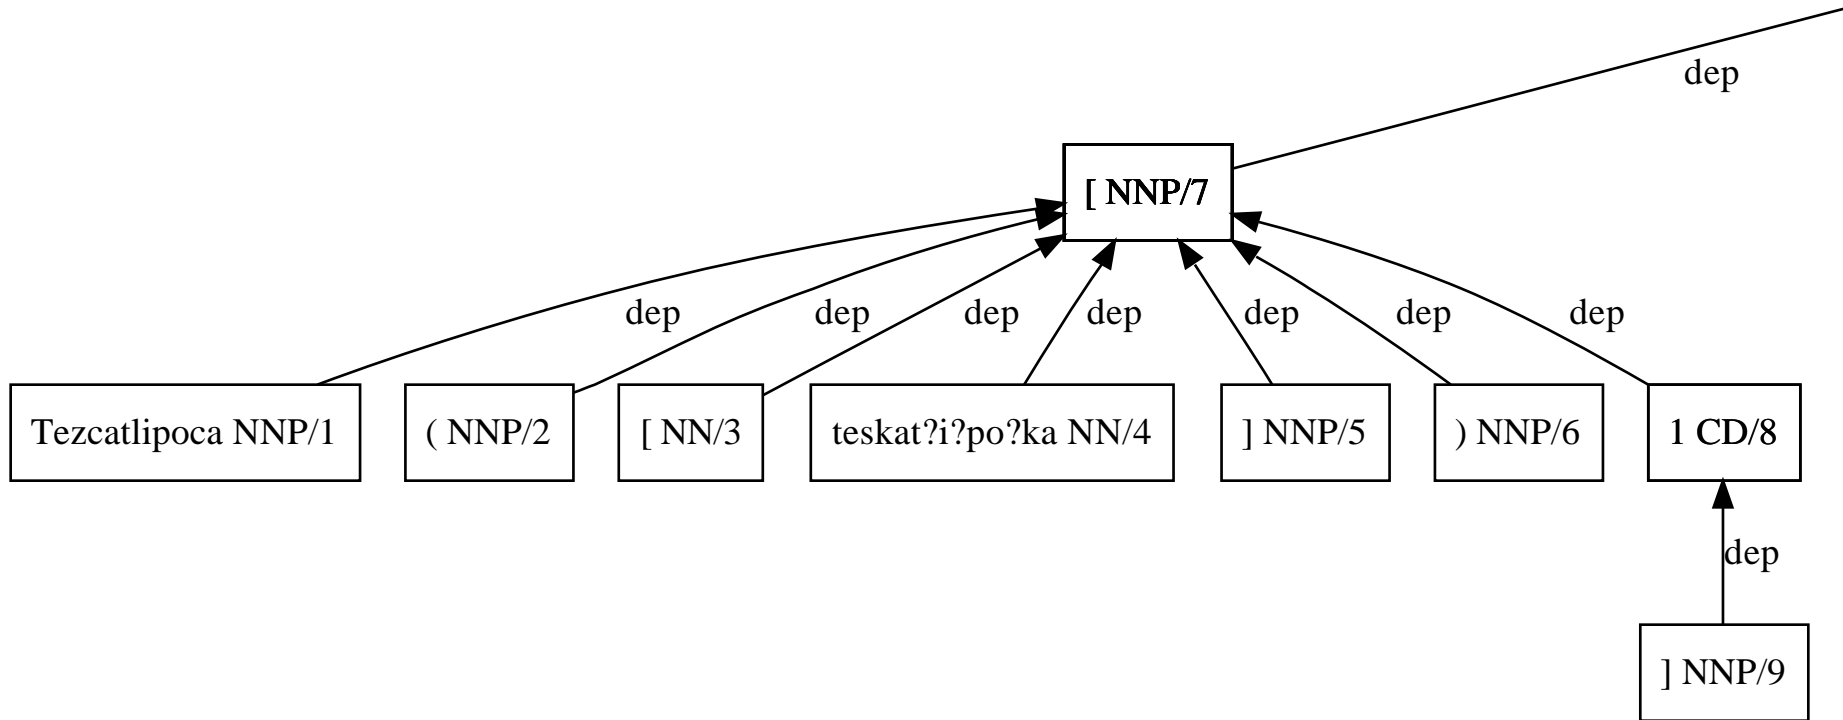 dep
[ NNP/7
dep dep dep dep dep dep dep
Tezcatlipoca NNP/1 ( NNP/2 [ NN/3 teskat?i?po?ka NN/4 ] NNP/5 ) NNP/6 1 CD/8
dep
] NNP/9